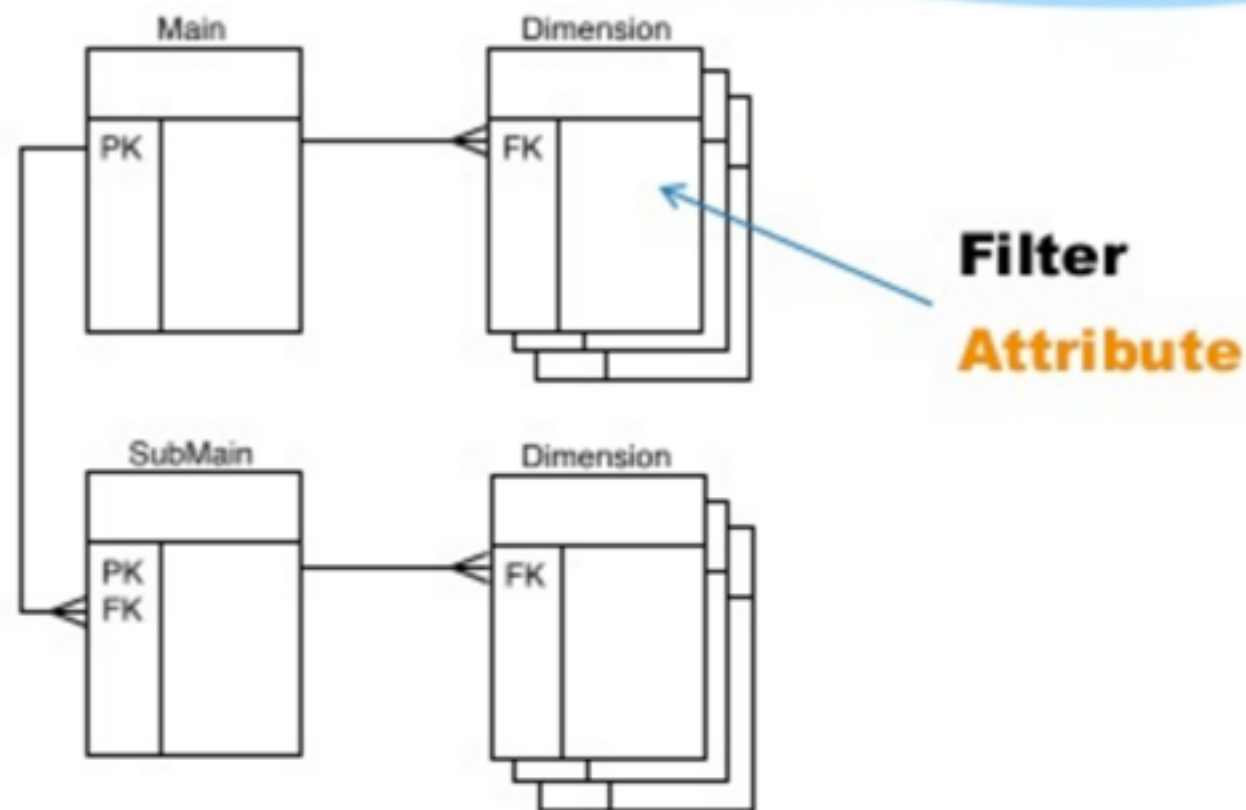 Main
Dimension
PK
FK
Filter
Attribute
SubMain
Dimension
PK
FK
FK